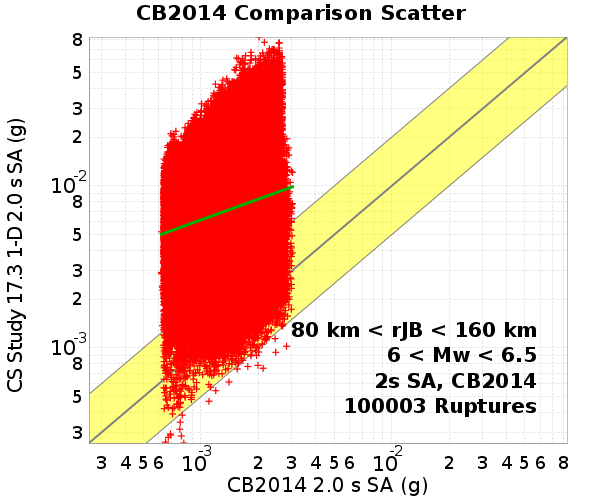 CB2014 Comparison Scatter
CS Study 17.3 1-D 2.0 s SA (g)
8
5
3
2
10^-2
8
5
3
2
10^-3
8
5
3
80 km < rJB < 160 km
6 < Mw < 6.5
2s SA, CB2014
100003 Ruptures
3 4 5 6 10^-3 2 3 4 5 6 10^-2 2 3 4 5 6 8
CB2014 2.0 s SA (g)